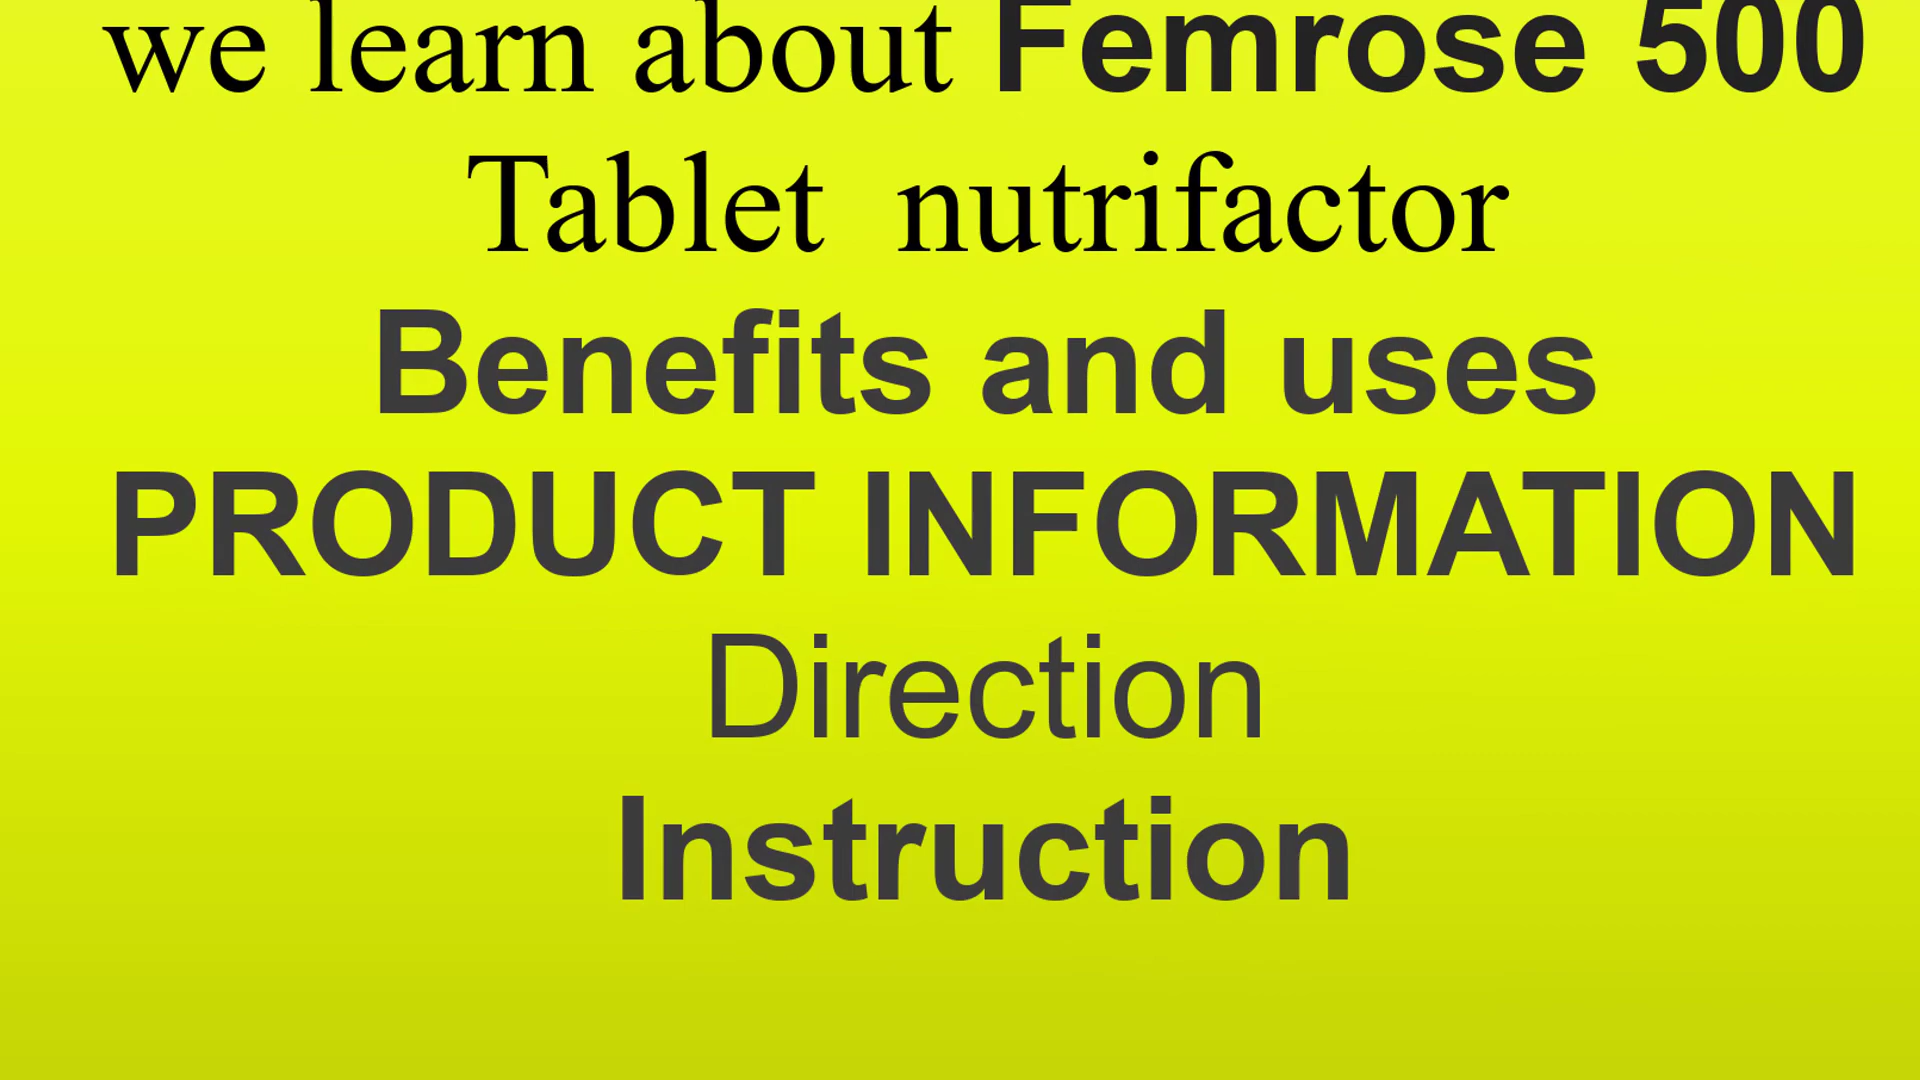 we learn about Femrose 500
Tablet nutrifactor
Benefits and uses
PRODUCT INFORMATION
Direction
Instruction